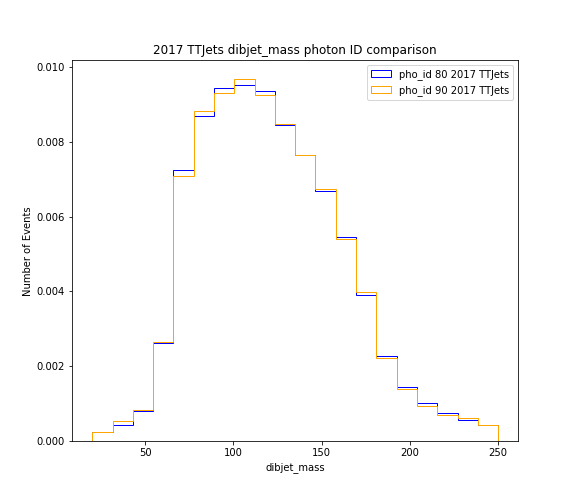 2017 TTJets dibjet_mass photon ID comparison
pho_id 80 2017 TTJets
pho_id 90 2017 TTJets
Number of Events
0.010
0.008
0.006
0.004
0.002
0.000
50
100
150
200
250
dibjet_mass